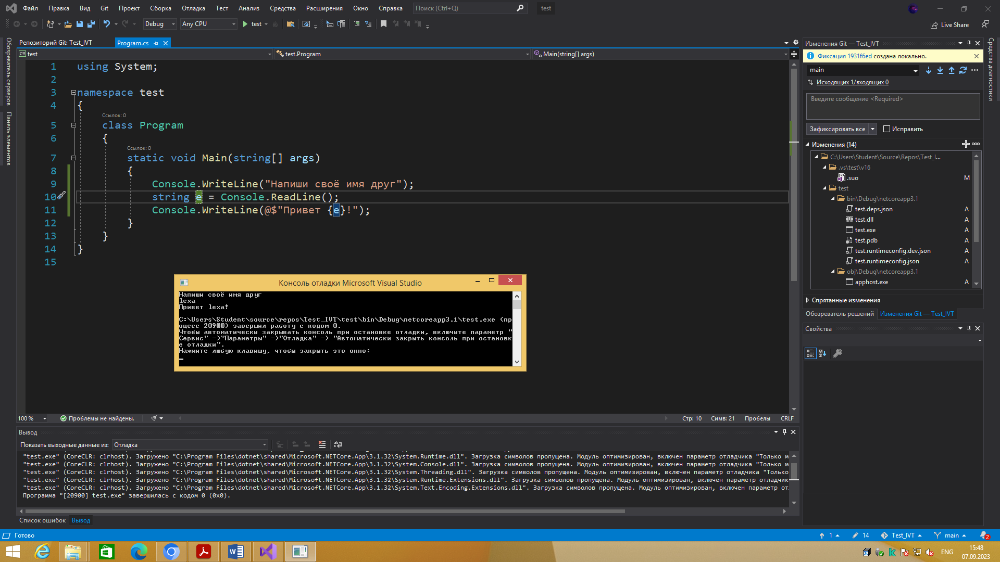 Файл Правка Вид Git Проект Сборка Отладка Тест Анализ Средства Расширения Окно Справка Поиск (Ctrl+Q) test
Debug Any CPU test Live Share
Обозреватель серверов
Панель элементов
Репозиторий Git: Test_IVT Program.cs
test test.Program Main(string[] args)
1 using System;
2
3 namespace test
4 {
Ссылок: 0
5 class Program
6 {
Ссылок: 0
7 static void Main(string[] args)
8 {
9 Console.WriteLine("Напиши своё имя друг");
10 string e = Console.ReadLine();
11 Console.WriteLine(@$"Привет {e}!");
12 }
13 }
14 }
15
Консоль отладки Microsoft Visual Studio
Напиши своё имя друг
lexa
Привет lexa!
C:\Users\Student\source\repos\Test_IVT\test\bin\Debug\netcoreapp3.1\test.exe (пр
оцесс 20900) завершил работу с кодом 0.
Чтобы автоматически закрывать консоль при остановке отладки, включите параметр "
Сервис" ->"Параметры" ->"Отладка" -> "Автоматически закрыть консоль при остановк
е отладки".
Нажмите любую клавишу, чтобы закрыть это окно:
100 % Проблемы не найдены. Стр: 10 Симв: 21 Пробелы CRLF
Вывод
Показать выходные данные из: Отладка
"test.exe" (CoreCLR: clrhost). Загружено "C:\Program Files\dotnet\shared\Microsoft.NETCore.App\3.1.32\System.Runtime.dll". Загрузка символов пропущена. Модуль оптимизирован, включен параметр отладчика "Только м
"test.exe" (CoreCLR: clrhost). Загружено "C:\Program Files\dotnet\shared\Microsoft.NETCore.App\3.1.32\System.Console.dll". Загрузка символов пропущена. Модуль оптимизирован, включен параметр отладчика "Только м
"test.exe" (CoreCLR: clrhost). Загружено "C:\Program Files\dotnet\shared\Microsoft.NETCore.App\3.1.32\System.Threading.dll". Загрузка символов пропущена. Модуль оптимизирован, включен параметр отладчика "Только
"test.exe" (CoreCLR: clrhost). Загружено "C:\Program Files\dotnet\shared\Microsoft.NETCore.App\3.1.32\System.Runtime.Extensions.dll". Загрузка символов пропущена. Модуль оптимизирован, включен параметр отладчик
"test.exe" (CoreCLR: clrhost). Загружено "C:\Program Files\dotnet\shared\Microsoft.NETCore.App\3.1.32\System.Text.Encoding.Extensions.dll". Загрузка символов пропущена. Модуль оптимизирован, включен параметр от
Программа "[20900] test.exe" завершилась с кодом 0 (0x0).
Список ошибок Вывод
Изменения Git — Test_IVT
Фиксация 1931f6ed создана локально.
main
Исходящих 1/входящих 0
Введите сообщение <Required>
Зафиксировать все Исправить
Изменения (14)
C:\Users\Student\Source\Repos\Test_I...
.vs\test\v16
.suo M
test
bin\Debug\netcoreapp3.1
test.deps.json A
test.dll A
test.exe A
test.pdb A
test.runtimeconfig.dev.json A
test.runtimeconfig.json A
obj\Debug\netcoreapp3.1
apphost.exe A
Спрятанные изменения
Обозреватель решений Изменения Git — Test_IVT
Свойства
Средства диагностики
Готово 1 14 Test_IVT main 2
ENG 15:48
07.09.2023